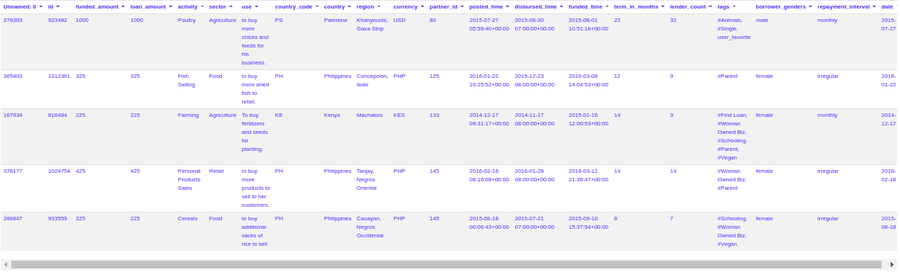 Unnamed: 0 id funded_amount loan_amount activity sector use country_code country region currency partner_id posted_time disbursed_time funded_time term_in_months lender_count tags borrower_genders repayment_interval date
276303 923482 1000 1000 Poultry Agriculture to buy PS Palestine Khanyounis, USD 80 2015-07-27 2015-06-30 2015-08-01 22 32 #Animals, male monthly 2015-
more Gaza Strip 05:59:40+00:00 07:00:00+00:00 10:51:18+00:00 #Single, 07-27
chicks and user_favorite
feeds for
his
business.
365403 1012361 325 325 Fish Food to buy PH Philippines Concepcion, PHP 125 2016-01-22 2015-12-23 2016-03-08 12 9 #Parent female irregular 2016-
Selling more dried Iloilo 10:25:52+00:00 08:00:00+00:00 14:04:53+00:00 01-22
fish to
retail.
167934 816484 225 225 Farming Agriculture To buy KE Kenya Machakos KES 133 2014-12-17 2014-11-17 2015-01-16 14 9 #First Loan, female monthly 2014-
fertilizers 09:31:17+00:00 08:00:00+00:00 12:00:53+00:00 #Woman 12-17
and seeds Owned Biz,
for #Schooling,
planting. #Parent,
#Vegan
378177 1024754 425 425 Personal Retail to buy PH Philippines Tanjay, PHP 145 2016-02-18 2016-01-28 2016-03-12 14 14 #Woman female irregular 2016-
Products more Negros 08:16:08+00:00 08:00:00+00:00 21:36:47+00:00 Owned Biz, 02-18
Sales products to Oriental #Parent
sell to her
customers.
286847 933559 225 225 Cereals Food to buy PH Philippines Cauayan, PHP 145 2015-08-18 2015-07-21 2015-09-10 8 7 #Schooling, female irregular 2015-
additional Negros 00:06:43+00:00 07:00:00+00:00 15:37:54+00:00 #Woman 08-18
sacks of Occidental Owned Biz,
rice to sell #Vegan